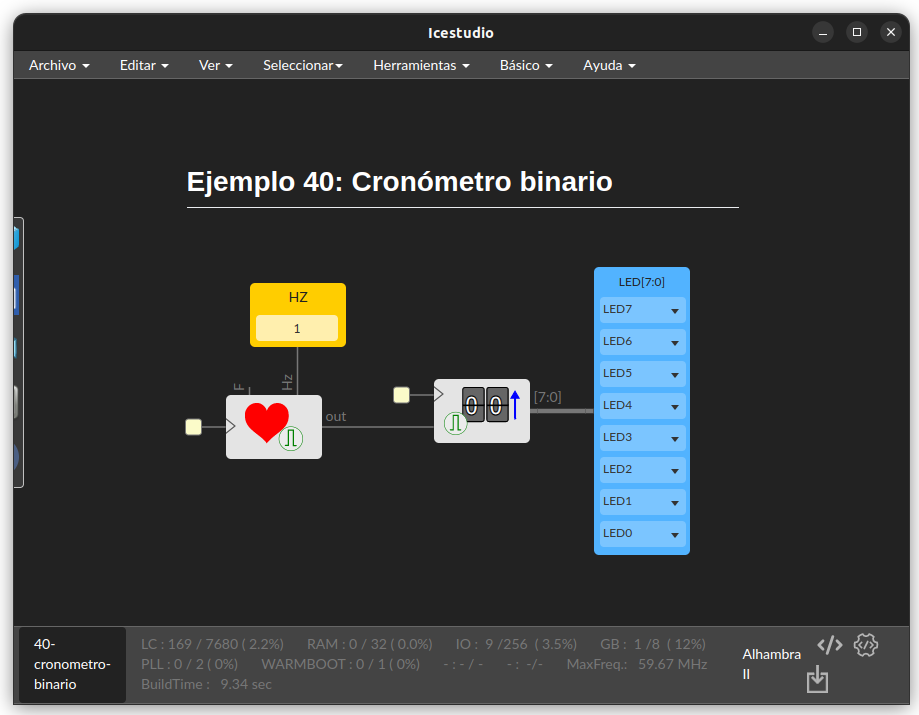 Icestudio
Archivo Editar Ver Seleccionar Herramientas Básico Ayuda
Ejemplo 40: Cronómetro binario
HZ
1
F Hz
out
00
[7:0]
LED[7:0]
LED7
LED6
LED5
LED4
LED3
LED2
LED1
LED0
40-
cronometro-
binario
LC : 169 / 7680 ( 2.2%) RAM : 0 / 32 ( 0.0%) IO : 9 /256 ( 3.5%) GB : 1 /8 ( 12%)
PLL : 0 / 2 ( 0%) WARMBOOT : 0 / 1 ( 0%) - : - / - - : -/- MaxFreq.: 59.67 MHz
BuildTime : 9.34 sec
Alhambra
II